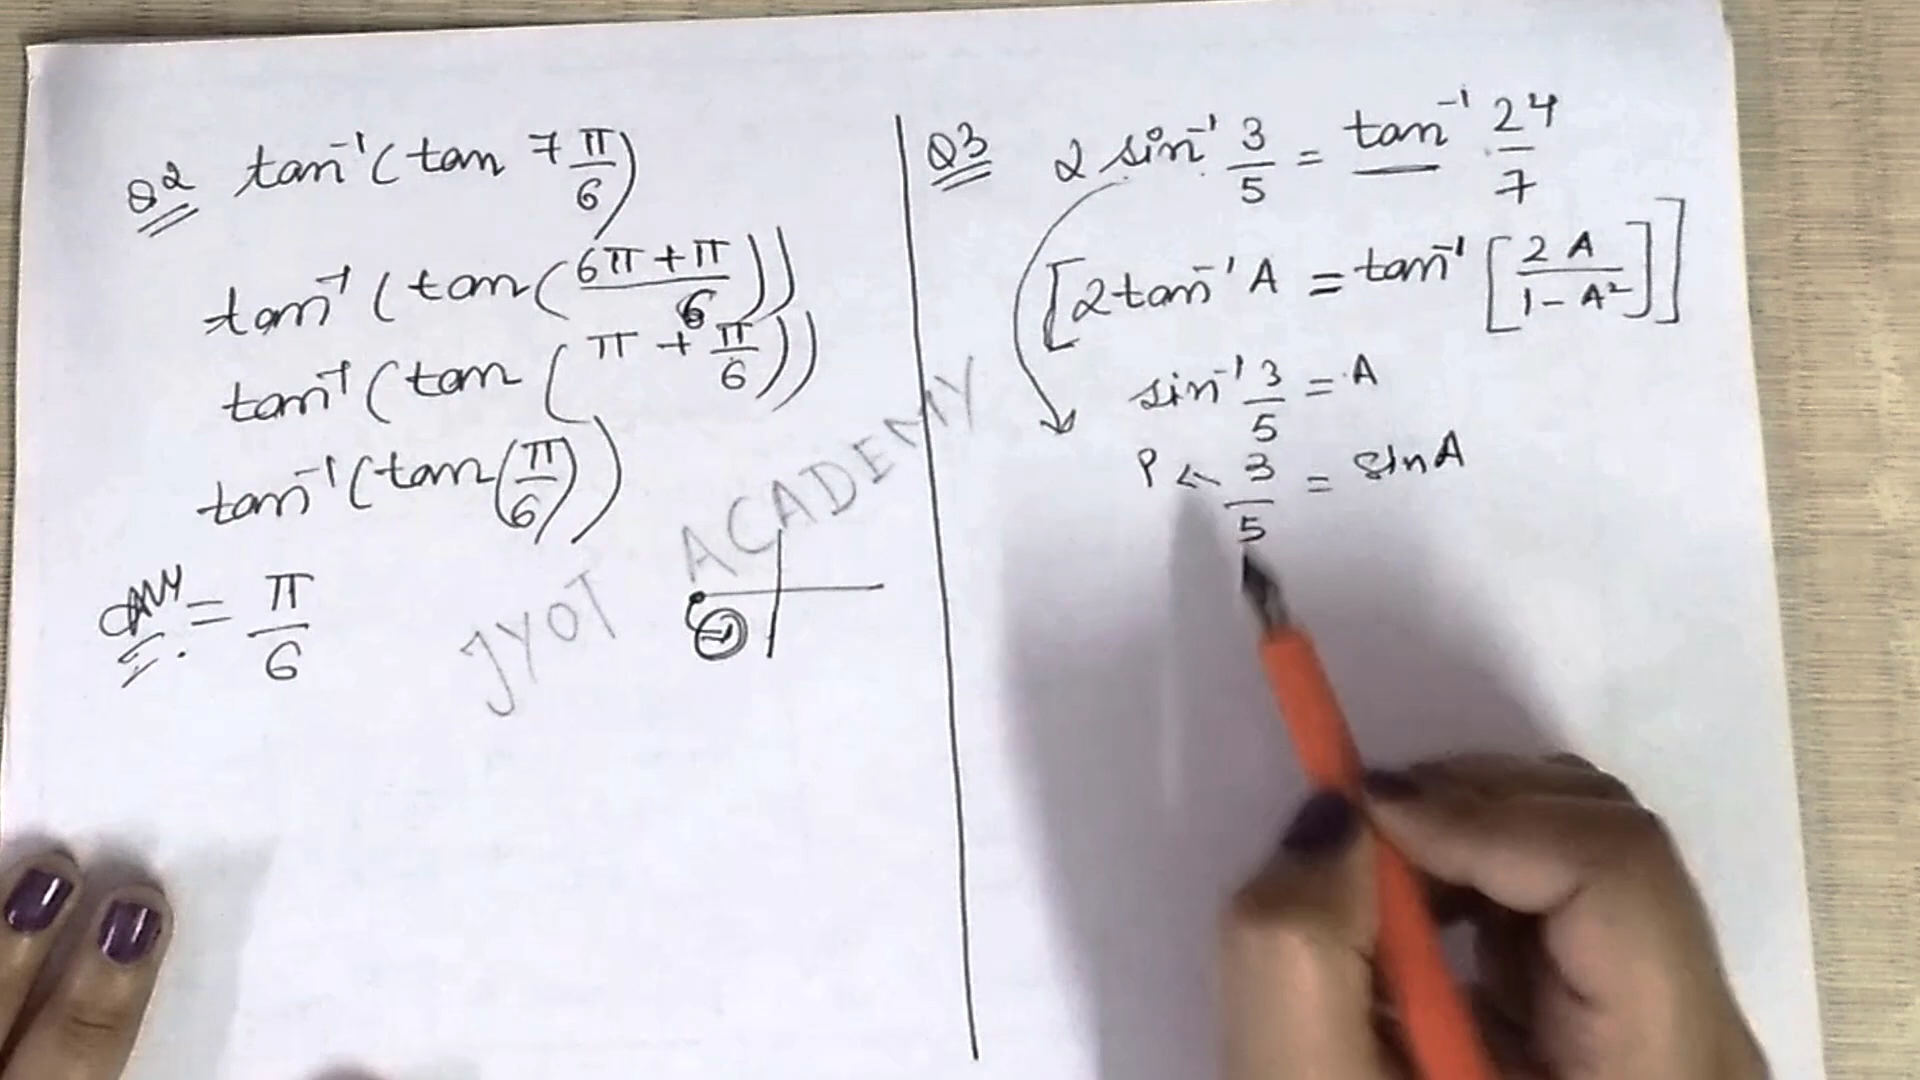 Q2 tan⁻¹(tan 7π/6)
tan⁻¹(tan(6π+π/6))
tan⁻¹(tan(π+π/6))
tan⁻¹(tan(π/6))
Ans = π/6
JYOT ACADEMY
Q3 2 sin⁻¹ 3/5 = tan⁻¹ 24/7
[2tan⁻¹A = tan⁻¹[2A/1-A²]]
sin⁻¹ 3/5 = A
P ← 3/5 = sinA